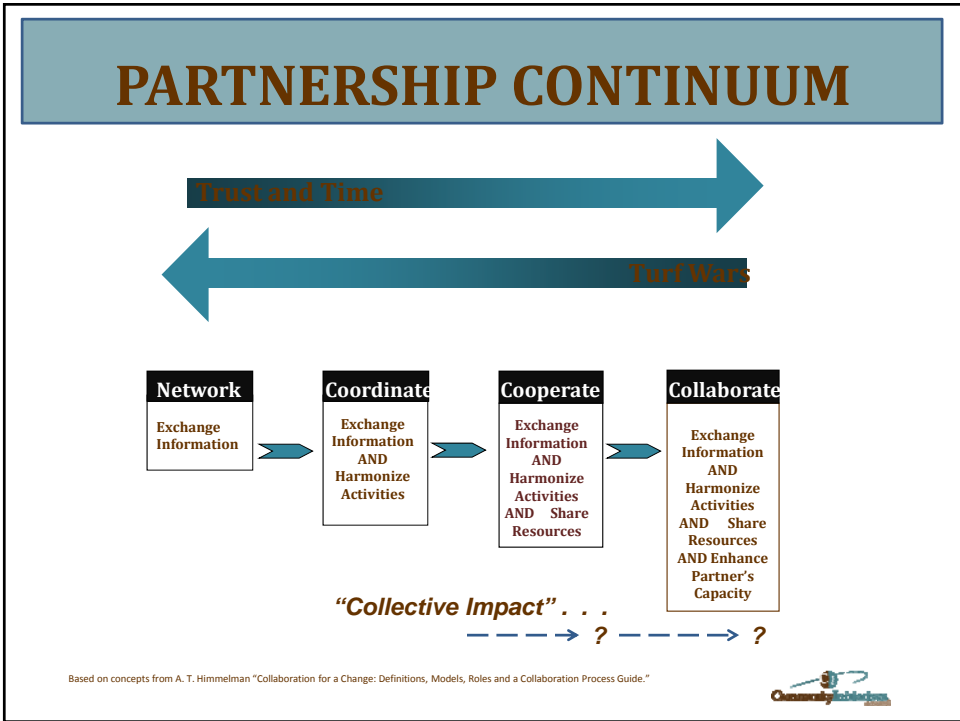 PARTNERSHIP CONTINUUM
Trust and Time
Turf Wars
Network
Exchange
Information
Coordinate
Exchange
Information
AND
Harmonize
Activities
Cooperate
Exchange
Information
AND
Harmonize
Activities
AND Share
Resources
Collaborate
Exchange
Information
AND
Harmonize
Activities
AND Share
Resources
AND Enhance
Partner's
Capacity
“Collective Impact” . . .
? ?
Based on concepts from A. T. Himmelman “Collaboration for a Change: Definitions, Models, Roles and a Collaboration Process Guide.”
Community Initiatives